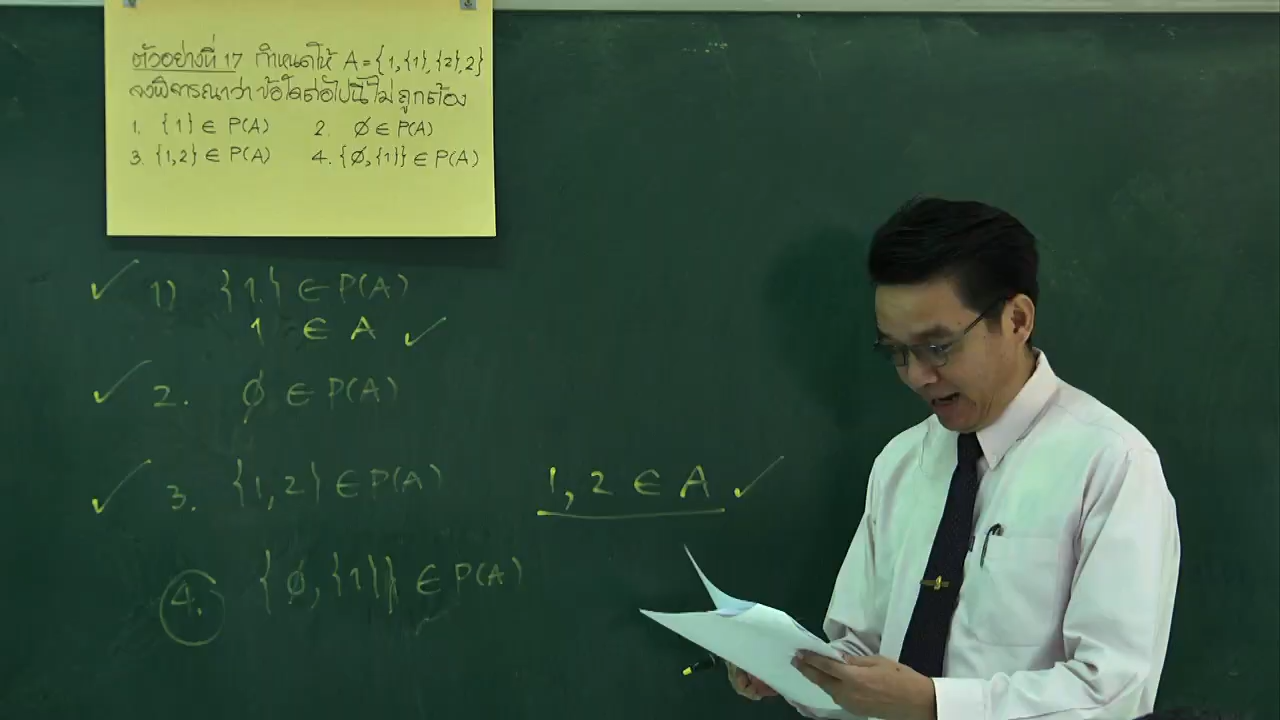 ตัวอย่างที่ 17 กำหนดให้ A = {1, {1}, {2}, 2}
จงพิจารณาว่า ข้อใดต่อไปนี้ไม่ถูกต้อง
1. {1} ∈ P(A) 2. ∅ ∈ P(A)
3. {1,2} ∈ P(A) 4. {∅, {1}} ∈ P(A)
✓ 1) {1} ∈ P(A)
1 ∈ A ✓
✓ 2. ∅ ∈ P(A)
✓ 3. {1,2} ∈ P(A) 1, 2 ∈ A ✓
4. {∅, {1}} ∈ P(A)